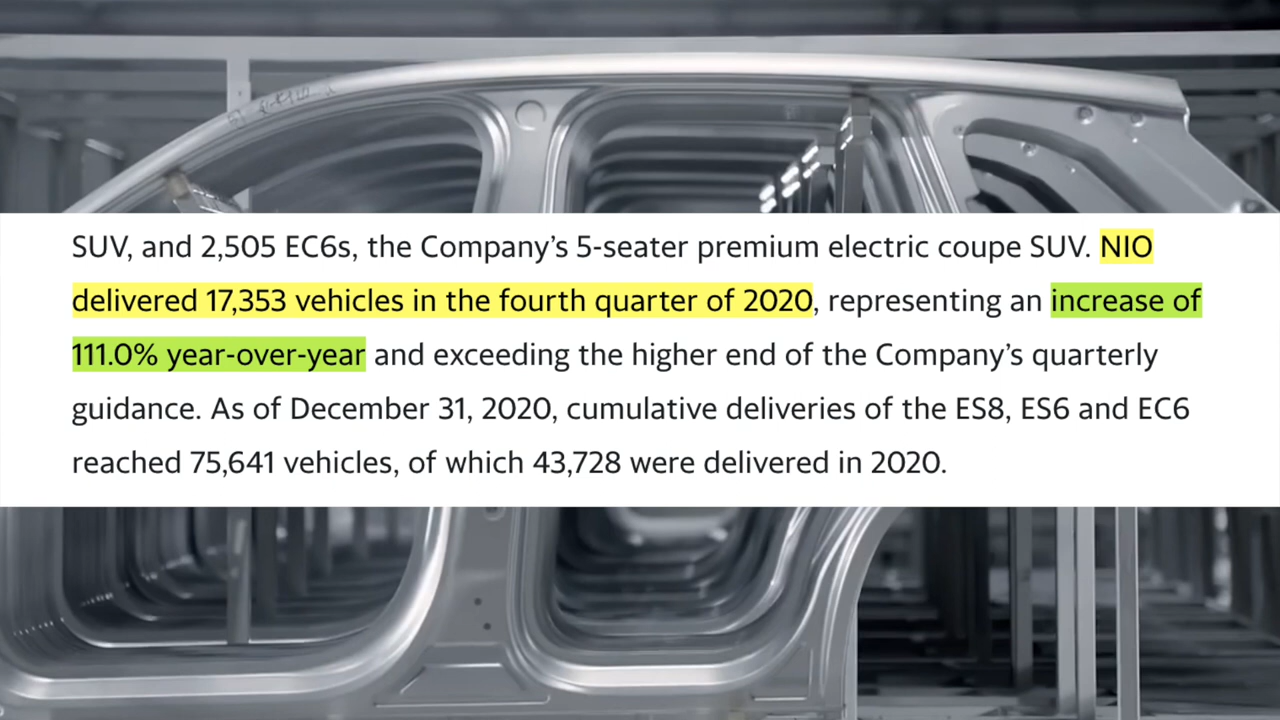 SUV, and 2,505 EC6s, the Company’s 5-seater premium electric coupe SUV. NIO
delivered 17,353 vehicles in the fourth quarter of 2020, representing an increase of
111.0% year-over-year and exceeding the higher end of the Company’s quarterly
guidance. As of December 31, 2020, cumulative deliveries of the ES8, ES6 and EC6
reached 75,641 vehicles, of which 43,728 were delivered in 2020.